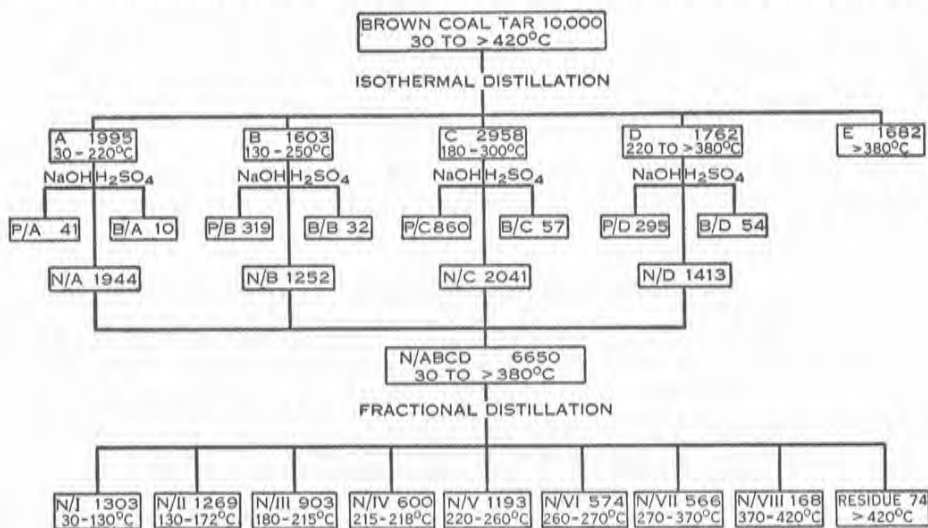 BROWN COAL TAR 10,000
30 TO > 420°C
ISOTHERMAL DISTILLATION
A 1995
30-220°C
B 1603
130-250°C
C 2958
180-300°C
D 1762
220 TO >380°C
E 1682
>380°C
NaOH H₂SO₄
NaOH H₂SO₄
NaOH H₂SO₄
NaOH H₂SO₄
P/A 41
B/A 10
P/B 319
B/B 32
P/C 860
B/C 57
P/D 295
B/D 54
N/A 1944
N/B 1252
N/C 2041
N/D 1413
N/ABCD 6650
30 TO >380°C
FRACTIONAL DISTILLATION
N/I 1303
30-130°C
N/II 1269
130-172°C
N/III 903
180-215°C
N/IV 600
215-218°C
N/V 1193
220-260°C
N/VI 574
260-270°C
N/VII 566
270-370°C
N/VIII 168
370-420°C
RESIDUE 74
>420°C